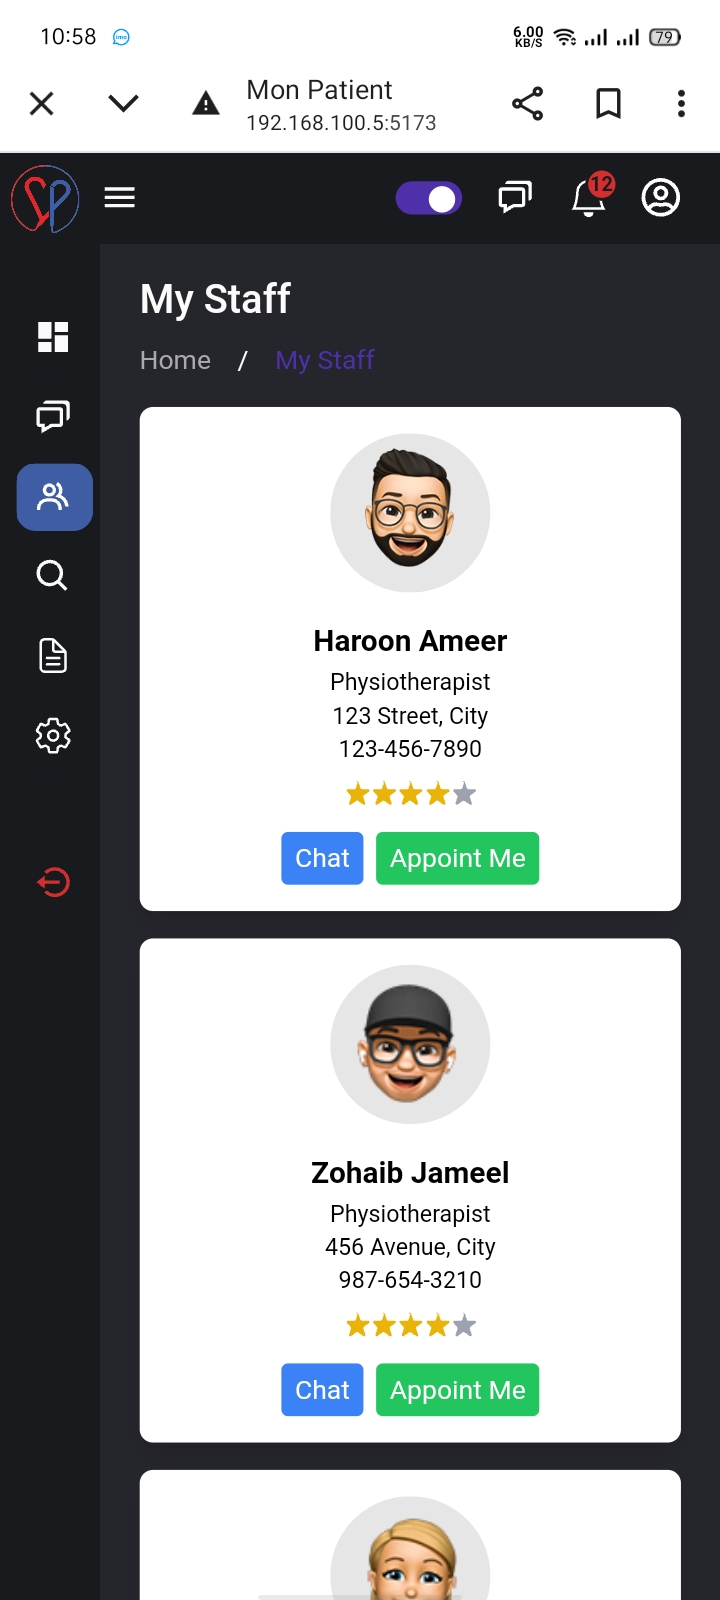 10:58
6.00
KB/S
79
Mon Patient
192.168.100.5:5173
12
My Staff
Home / My Staff
Haroon Ameer
Physiotherapist
123 Street, City
123-456-7890
Chat
Appoint Me
Zohaib Jameel
Physiotherapist
456 Avenue, City
987-654-3210
Chat
Appoint Me